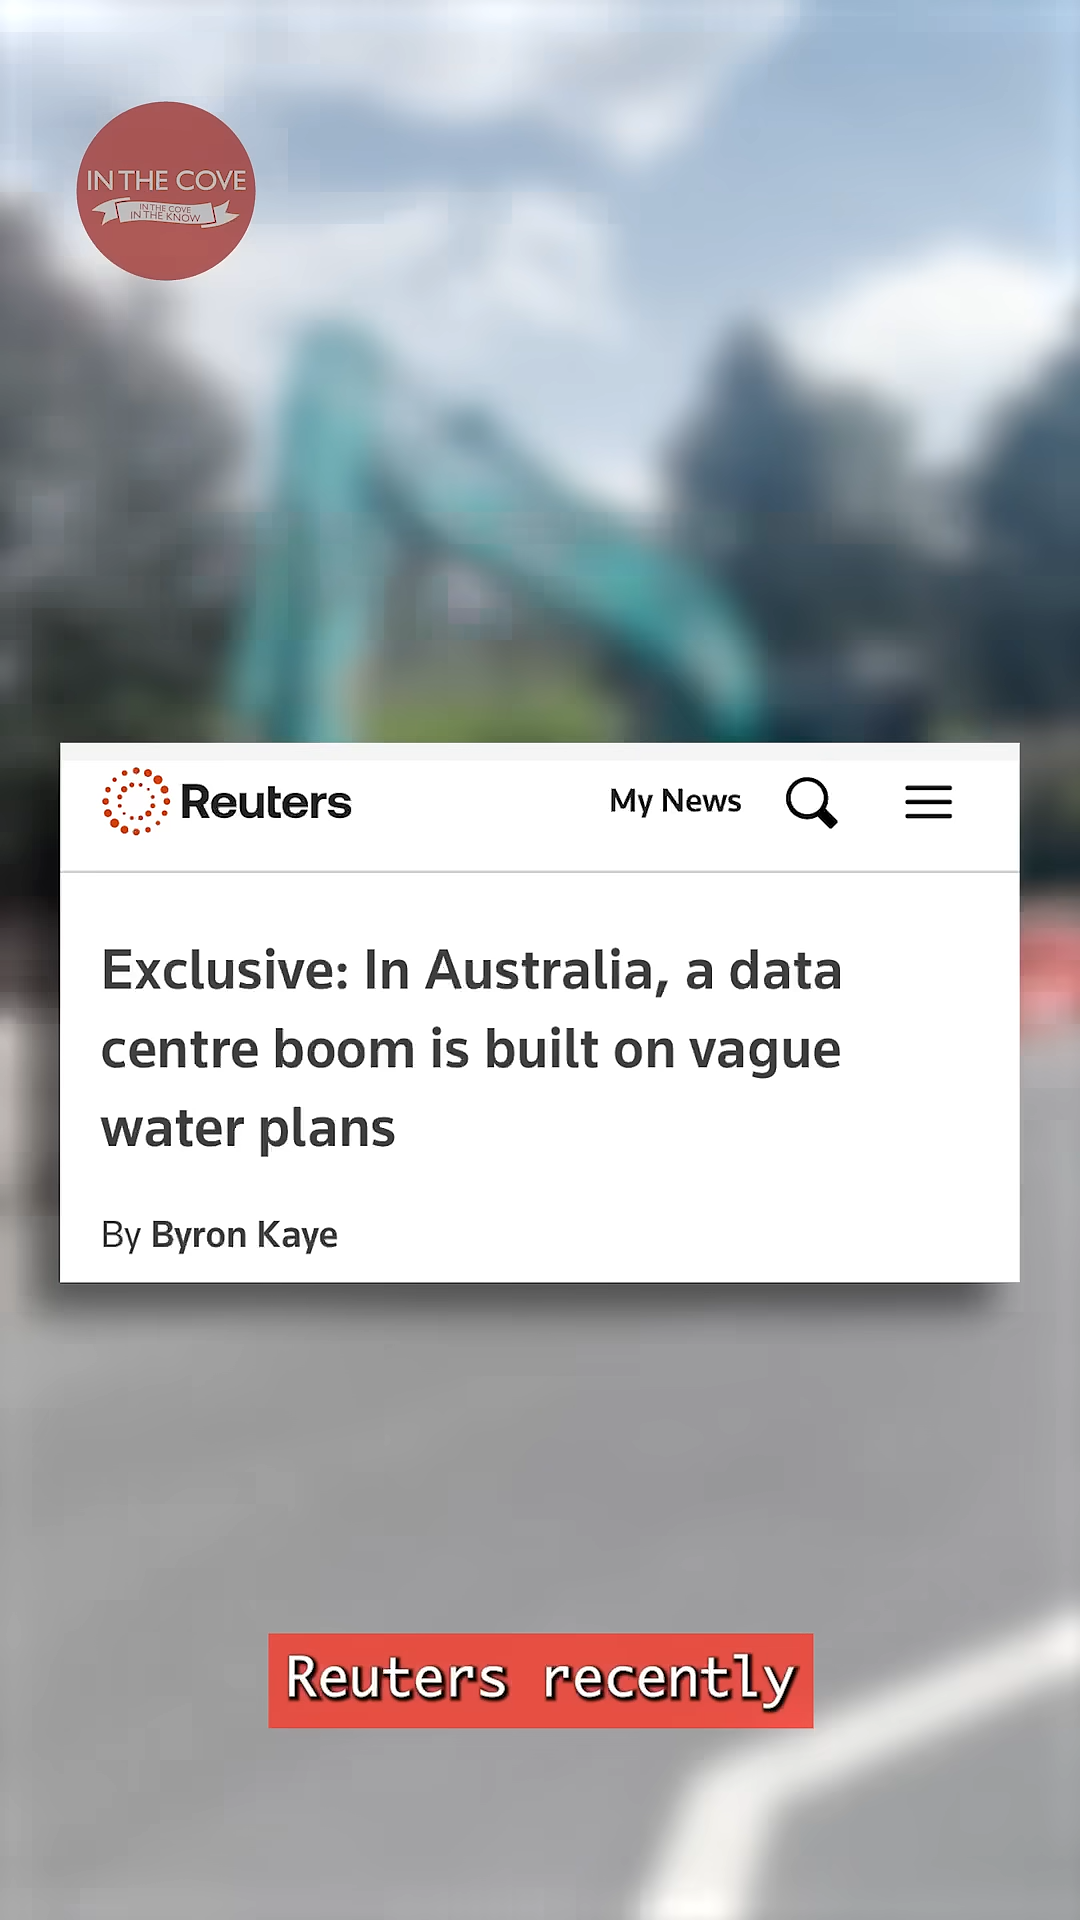 IN THE COVE
IN THE COVE
IN THE KNOW
Reuters
My News
Exclusive: In Australia, a data
centre boom is built on vague
water plans
By Byron Kaye
Reuters recently